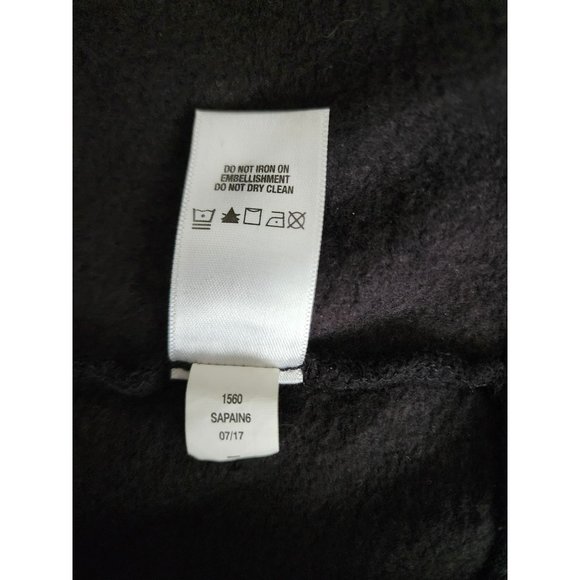 DO NOT IRON ON
EMBELLISHMENT
DO NOT DRY CLEAN
1560
SAPAIN6
07/17